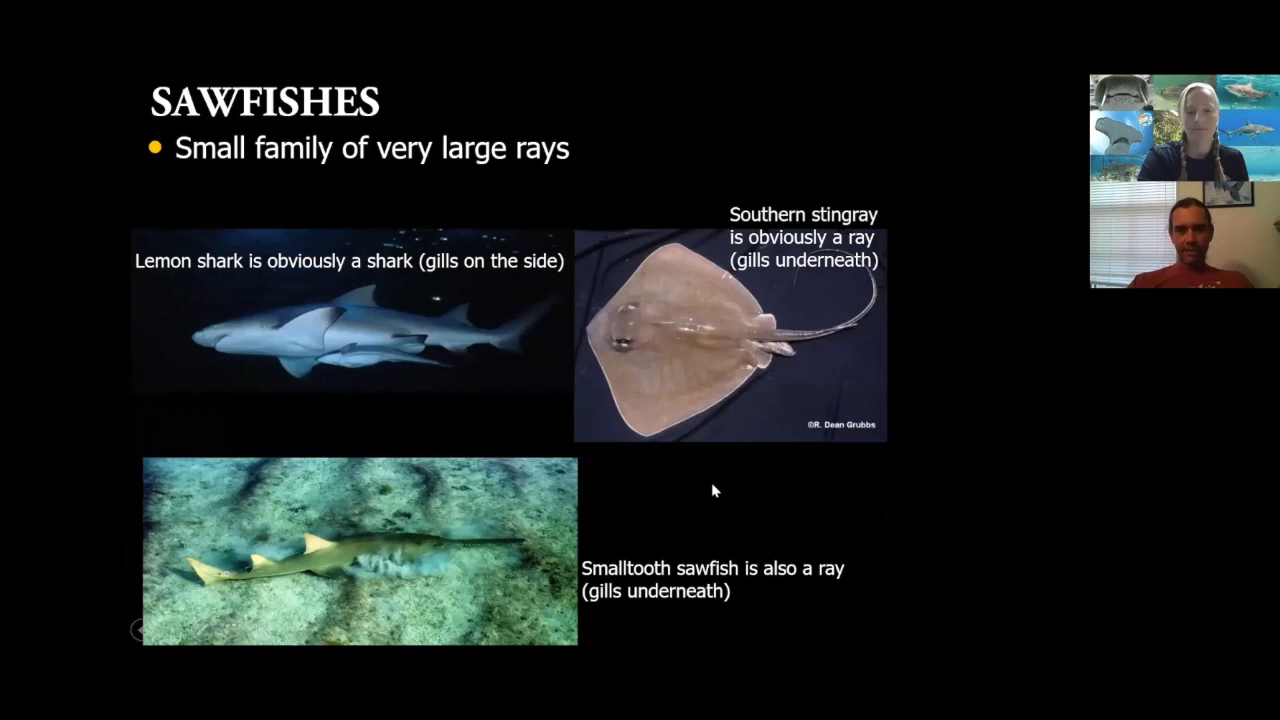 SAWFISHES
Small family of very large rays
Lemon shark is obviously a shark (gills on the side)
Southern stingray
is obviously a ray
(gills underneath)
©R. Dean Grubbs
Smalltooth sawfish is also a ray
(gills underneath)